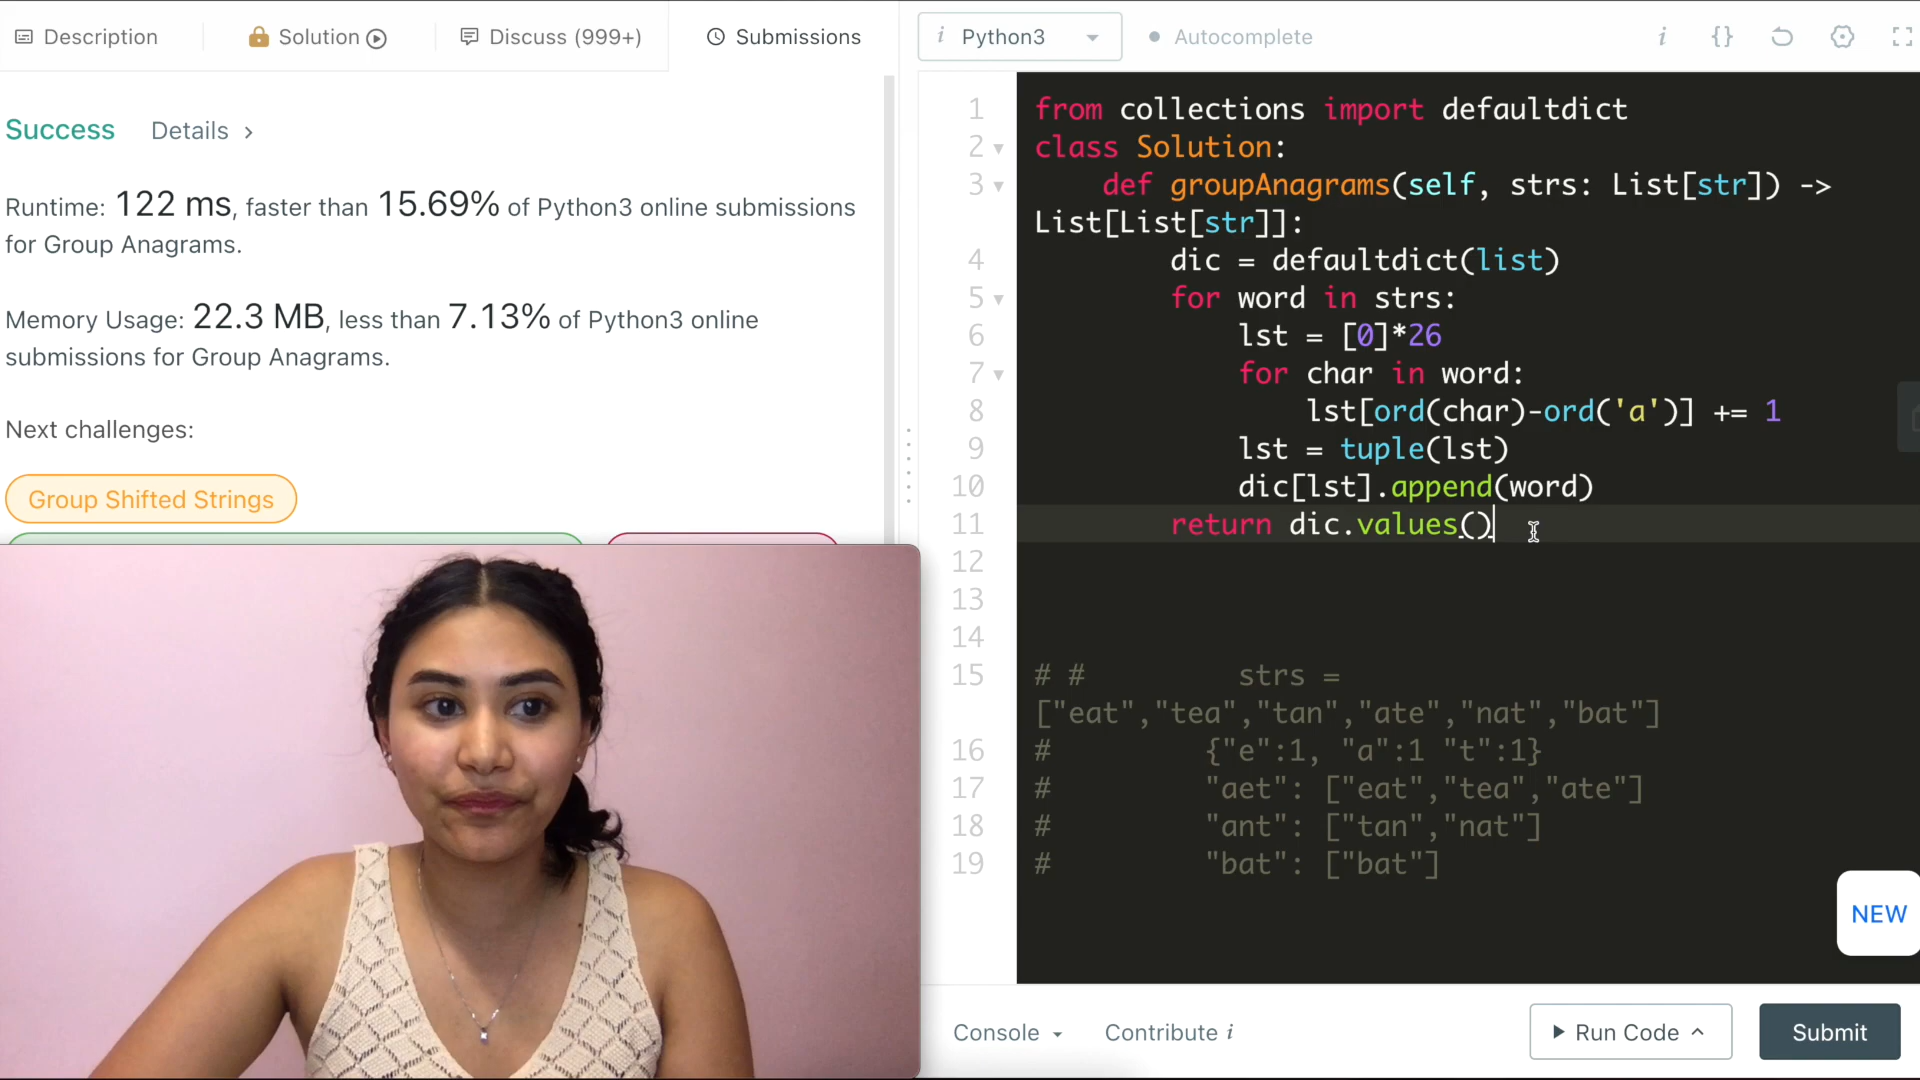 Description
Solution
Discuss (999+)
Submissions
i Python3
Autocomplete
i {}
Success Details >
Runtime: 122 ms, faster than 15.69% of Python3 online submissions
for Group Anagrams.
Memory Usage: 22.3 MB, less than 7.13% of Python3 online
submissions for Group Anagrams.
Next challenges:
Group Shifted Strings
1 from collections import defaultdict
2 class Solution:
3 def groupAnagrams(self, strs: List[str]) ->
List[List[str]]:
4 dic = defaultdict(list)
5 for word in strs:
6 lst = [0]*26
7 for char in word:
8 lst[ord(char)-ord('a')] += 1
9 lst = tuple(lst)
10 dic[lst].append(word)
11 return dic.values()
12
13
14
15 # # strs =
["eat","tea","tan","ate","nat","bat"]
16 # {"e":1, "a":1 "t":1}
17 # "aet": ["eat","tea","ate"]
18 # "ant": ["tan","nat"]
19 # "bat": ["bat"]
NEW
Console
Contribute i
Run Code
Submit